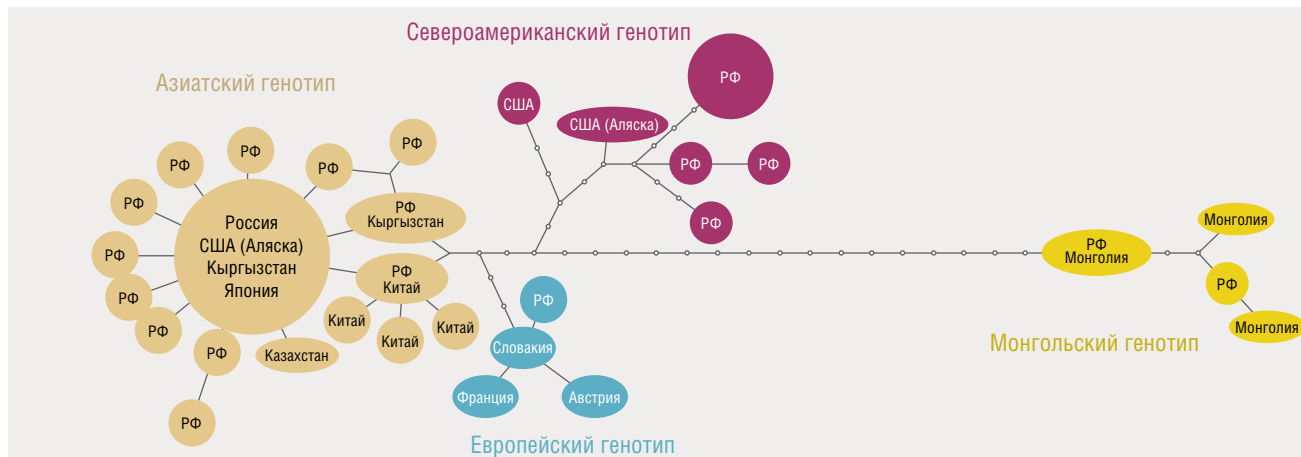 Североамериканский генотип
Азиатский генотип
РФ
США
США (Аляска)
РФ
РФ
РФ
РФ
РФ
РФ
РФ
РФ
РФ
РФ
РФ
РФ
РФ
РФ
Россия
США (Аляска)
Кыргызстан
Япония
РФ
Кыргызстан
РФ
Китай
Китай
Китай
Китай
Казахстан
РФ
Словакия
Франция
Австрия
Европейский генотип
РФ
Монголия
Монголия
РФ
Монголия
Монгольский генотип